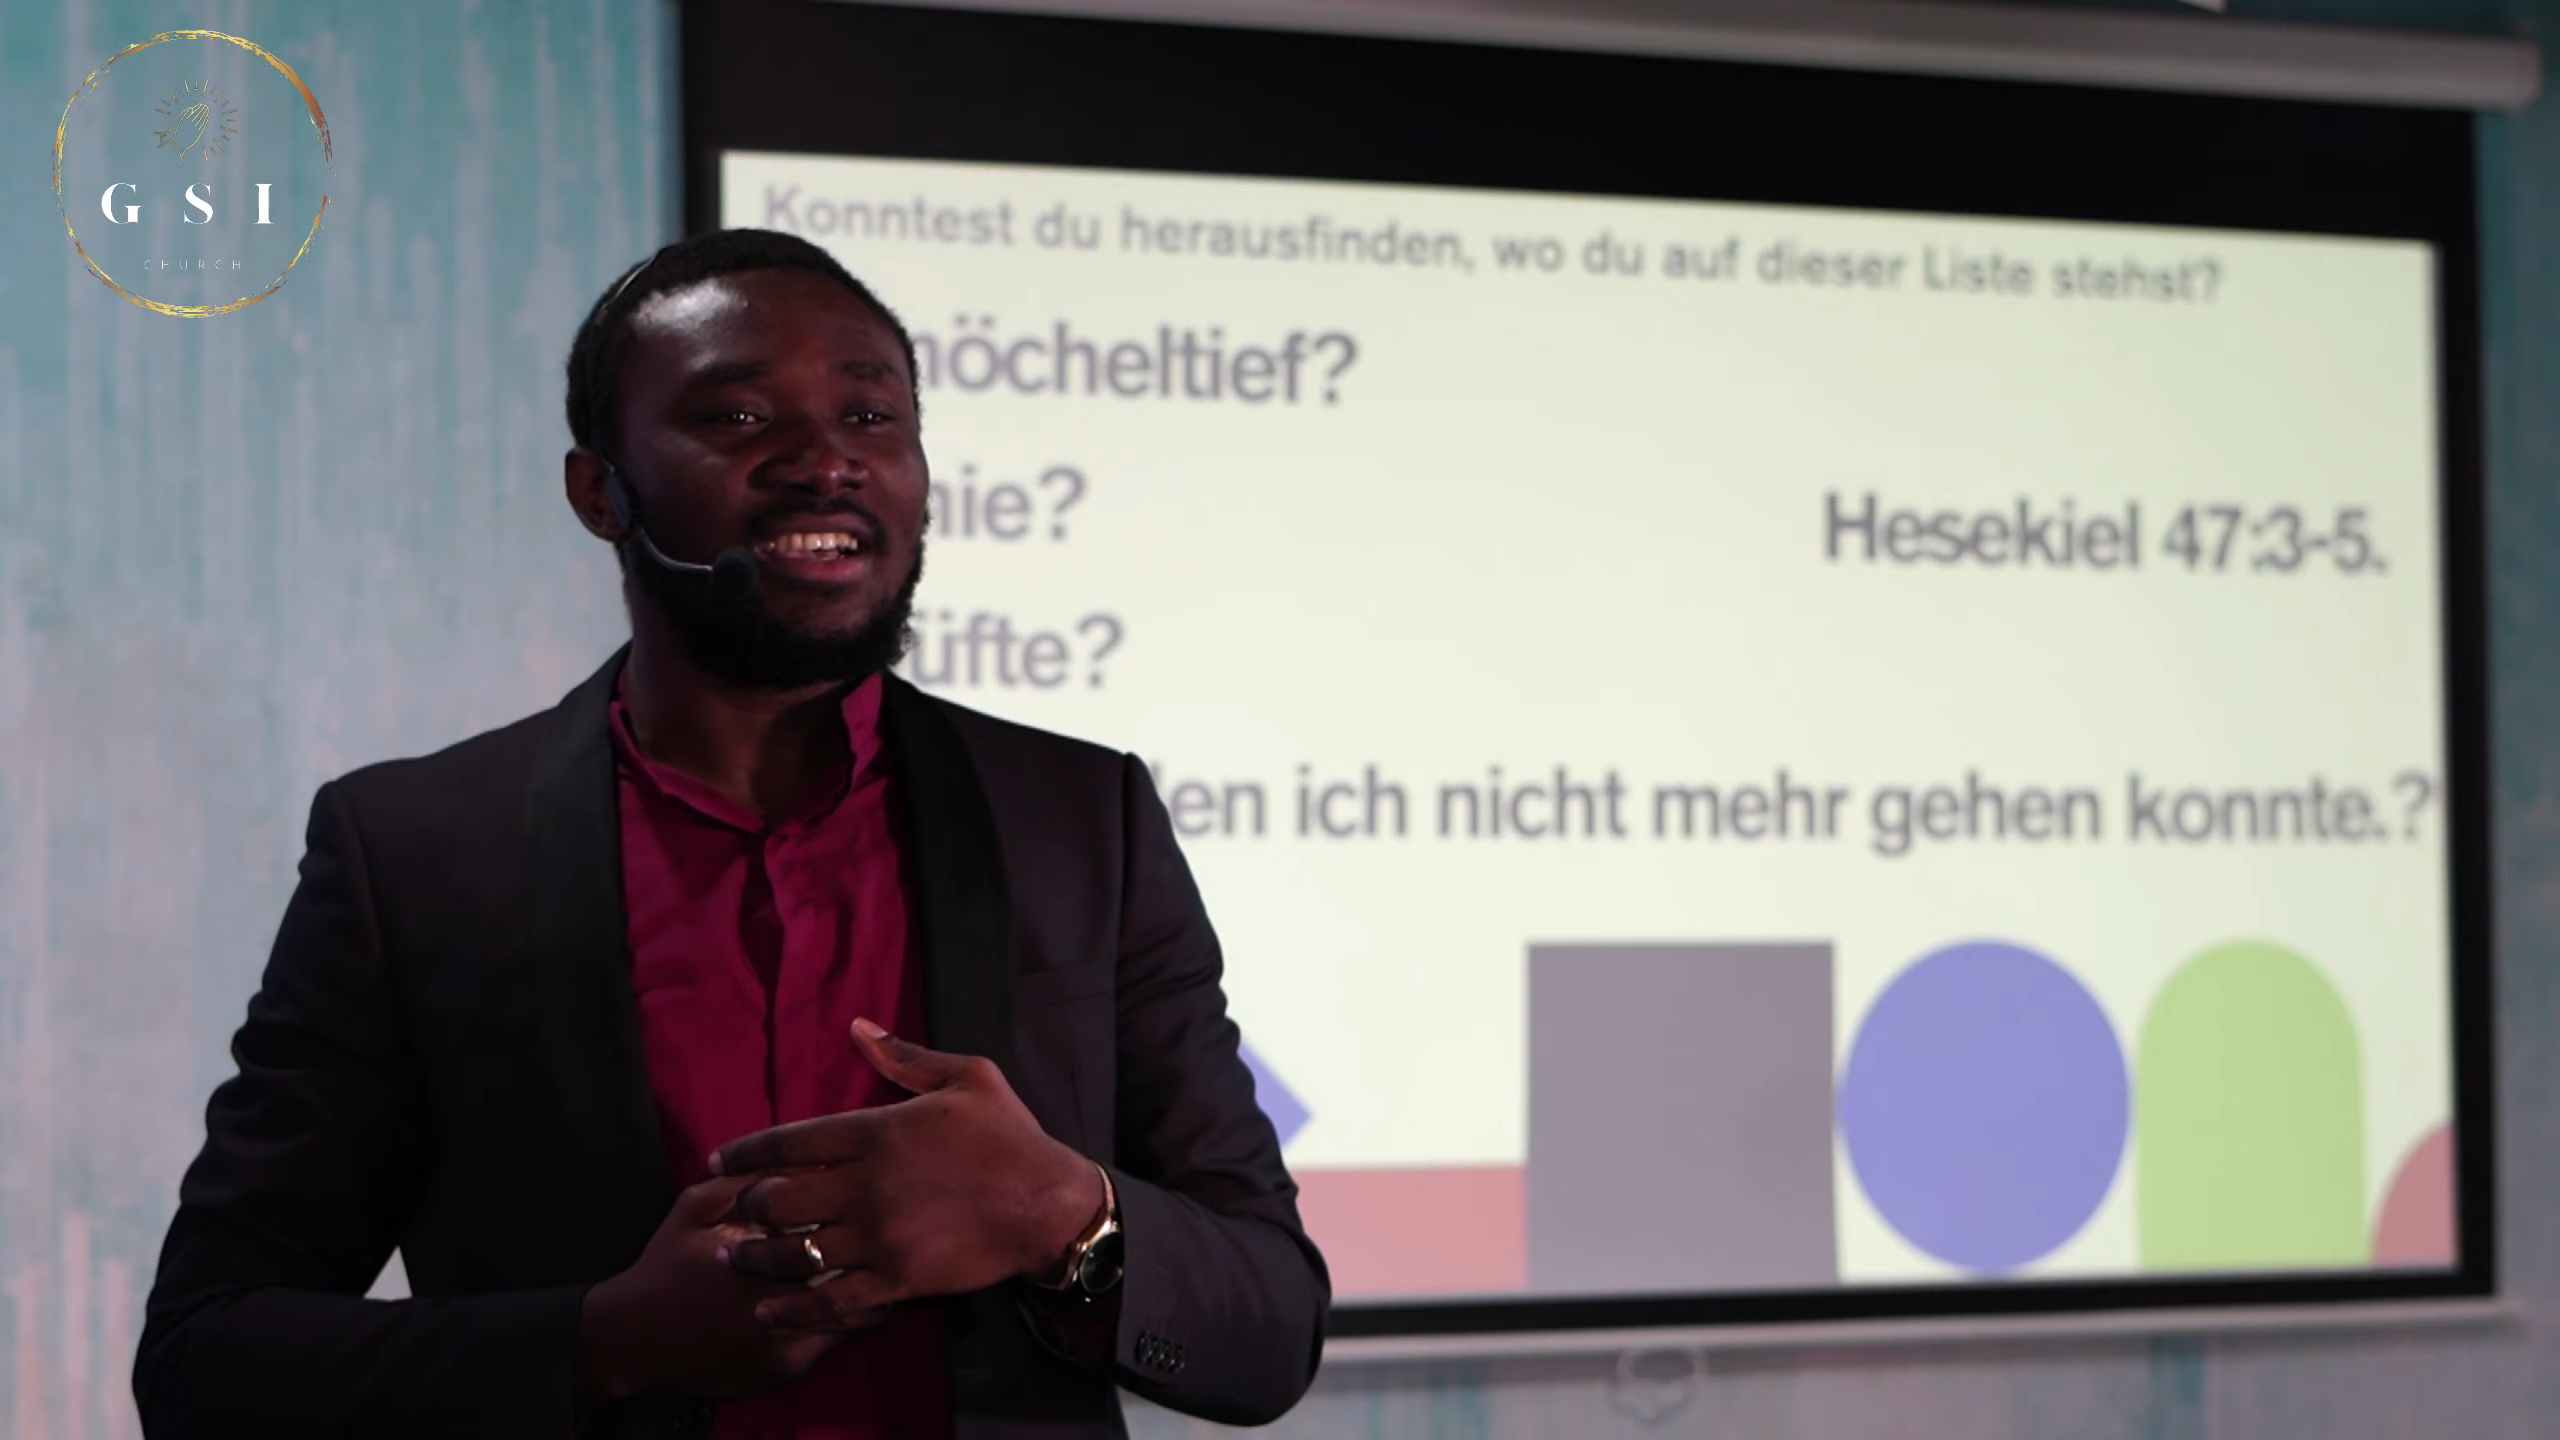 G S I
CHURCH
Konntest du herausfinden, wo du auf dieser Liste stehst?
nöcheltief?
nie?
üfte?
Hesekiel 47:3-5.
en ich nicht mehr gehen konnte.?